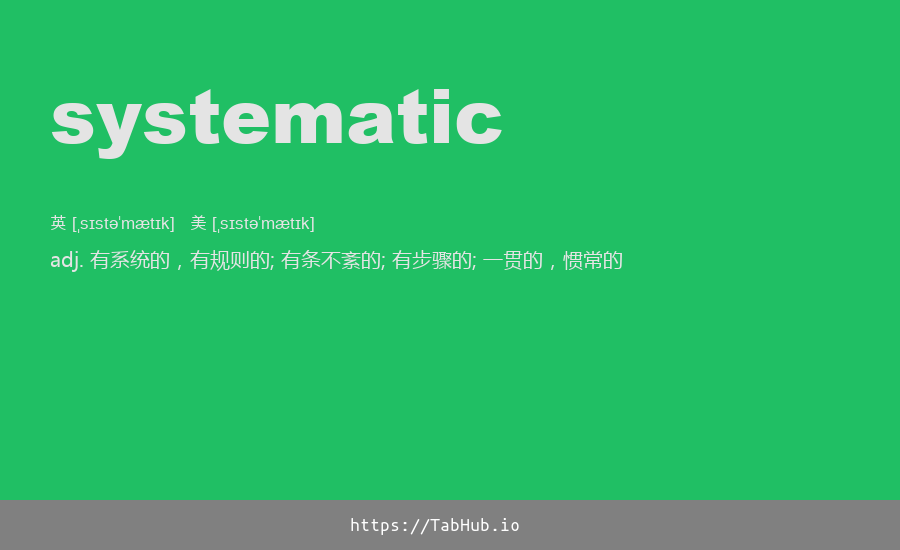 systematic
英 [ˌsɪstəˈmætɪk] 美 [ˌsɪstəˈmætɪk]
adj. 有系统的，有规则的; 有条不紊的; 有步骤的; 一贯的，惯常的
https://TabHub.io